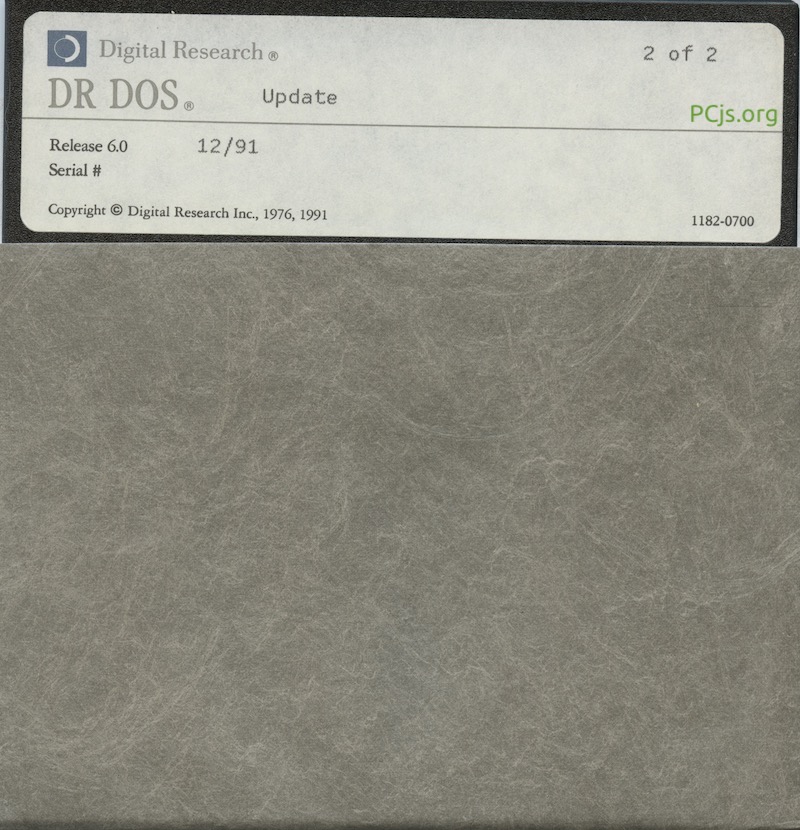 Digital Research ®
2 of 2
DR DOS® Update
PCjs.org
Release 6.0 12/91
Serial #
Copyright © Digital Research Inc., 1976, 1991
1182-0700